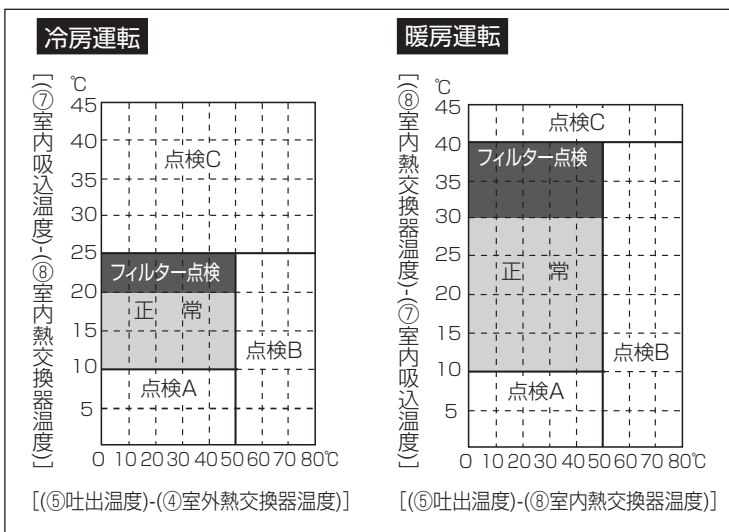 冷房運転
[(⑦室内吸込温度)-(⑧室内熱交換器温度)]
℃
45
40
35
30
25
20
15
10
5
点検C
フィルター点検
正 常
点検B
点検A
0 10 20 30 40 50 60 70 80℃
[(⑤吐出温度)-(④室外熱交換器温度)]
暖房運転
[(⑧室内熱交換器温度)-(⑦室内吸込温度)]
℃
45
40
35
30
25
20
15
10
5
点検C
フィルター点検
正 常
点検B
点検A
0 10 20 30 40 50 60 70 80℃
[(⑤吐出温度)-(⑧室内熱交換器温度)]